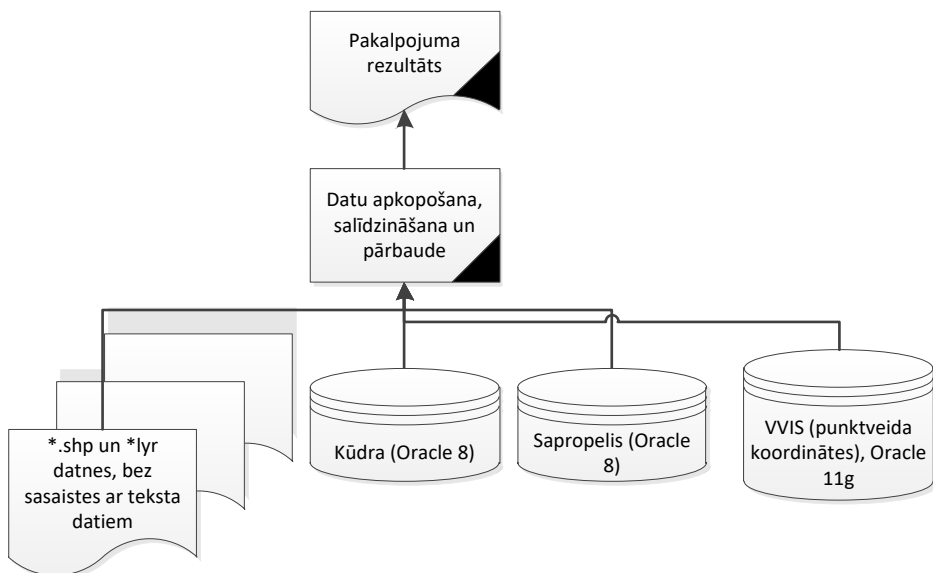 Pakalpojuma
rezultāts
Datu apkopošana,
salīdzināšana un
pārbaude
*.shp un *lyr
datnes, bez
sasaistes ar teksta
datiem
Kūdra (Oracle 8)
Sapropelis (Oracle
8)
VVIS (punktveida
koordinātes), Oracle
11g